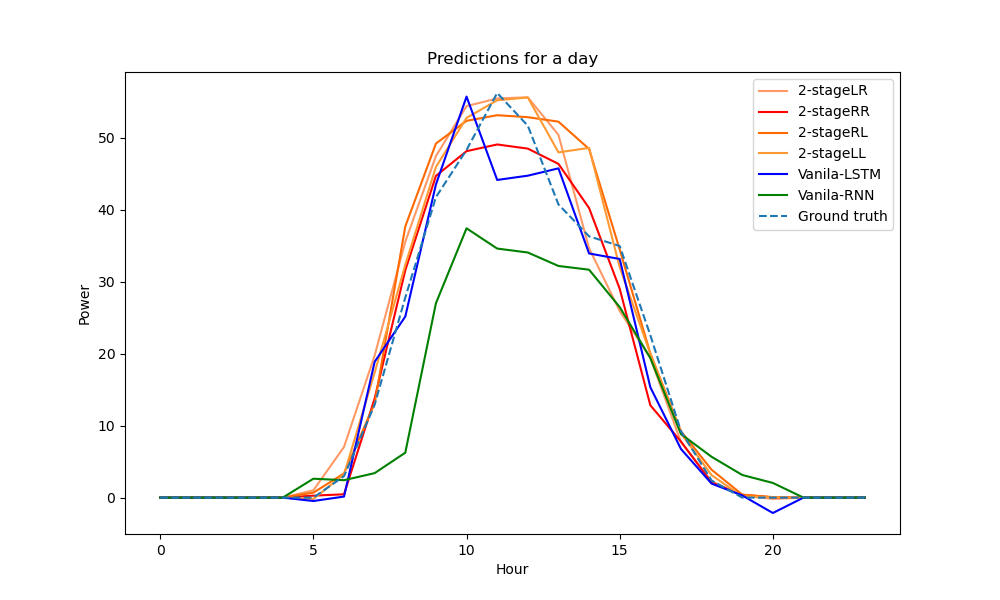 Predictions for a day
2-stageLR
2-stageRR
2-stageRL
2-stageLL
Vanila-LSTM
Vanila-RNN
Ground truth
Power
50
40
30
20
10
0
0 5 10 15 20
Hour